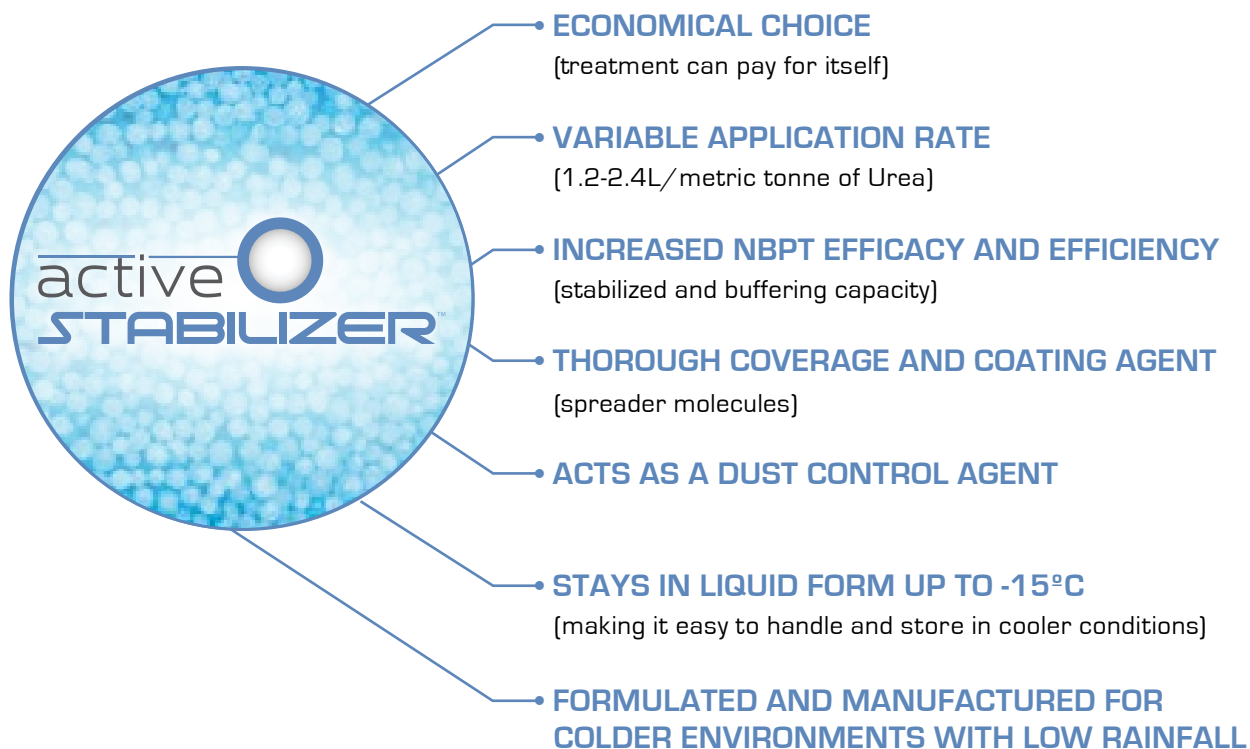 ECONOMICAL CHOICE
(treatment can pay for itself)
VARIABLE APPLICATION RATE
(1.2-2.4L/metric tonne of Urea)
INCREASED NBPT EFFICACY AND EFFICIENCY
(stabilized and buffering capacity)
active
STABILIZER™
THOROUGH COVERAGE AND COATING AGENT
(spreader molecules)
ACTS AS A DUST CONTROL AGENT
STAYS IN LIQUID FORM UP TO -15ºC
(making it easy to handle and store in cooler conditions)
FORMULATED AND MANUFACTURED FOR
COLDER ENVIRONMENTS WITH LOW RAINFALL